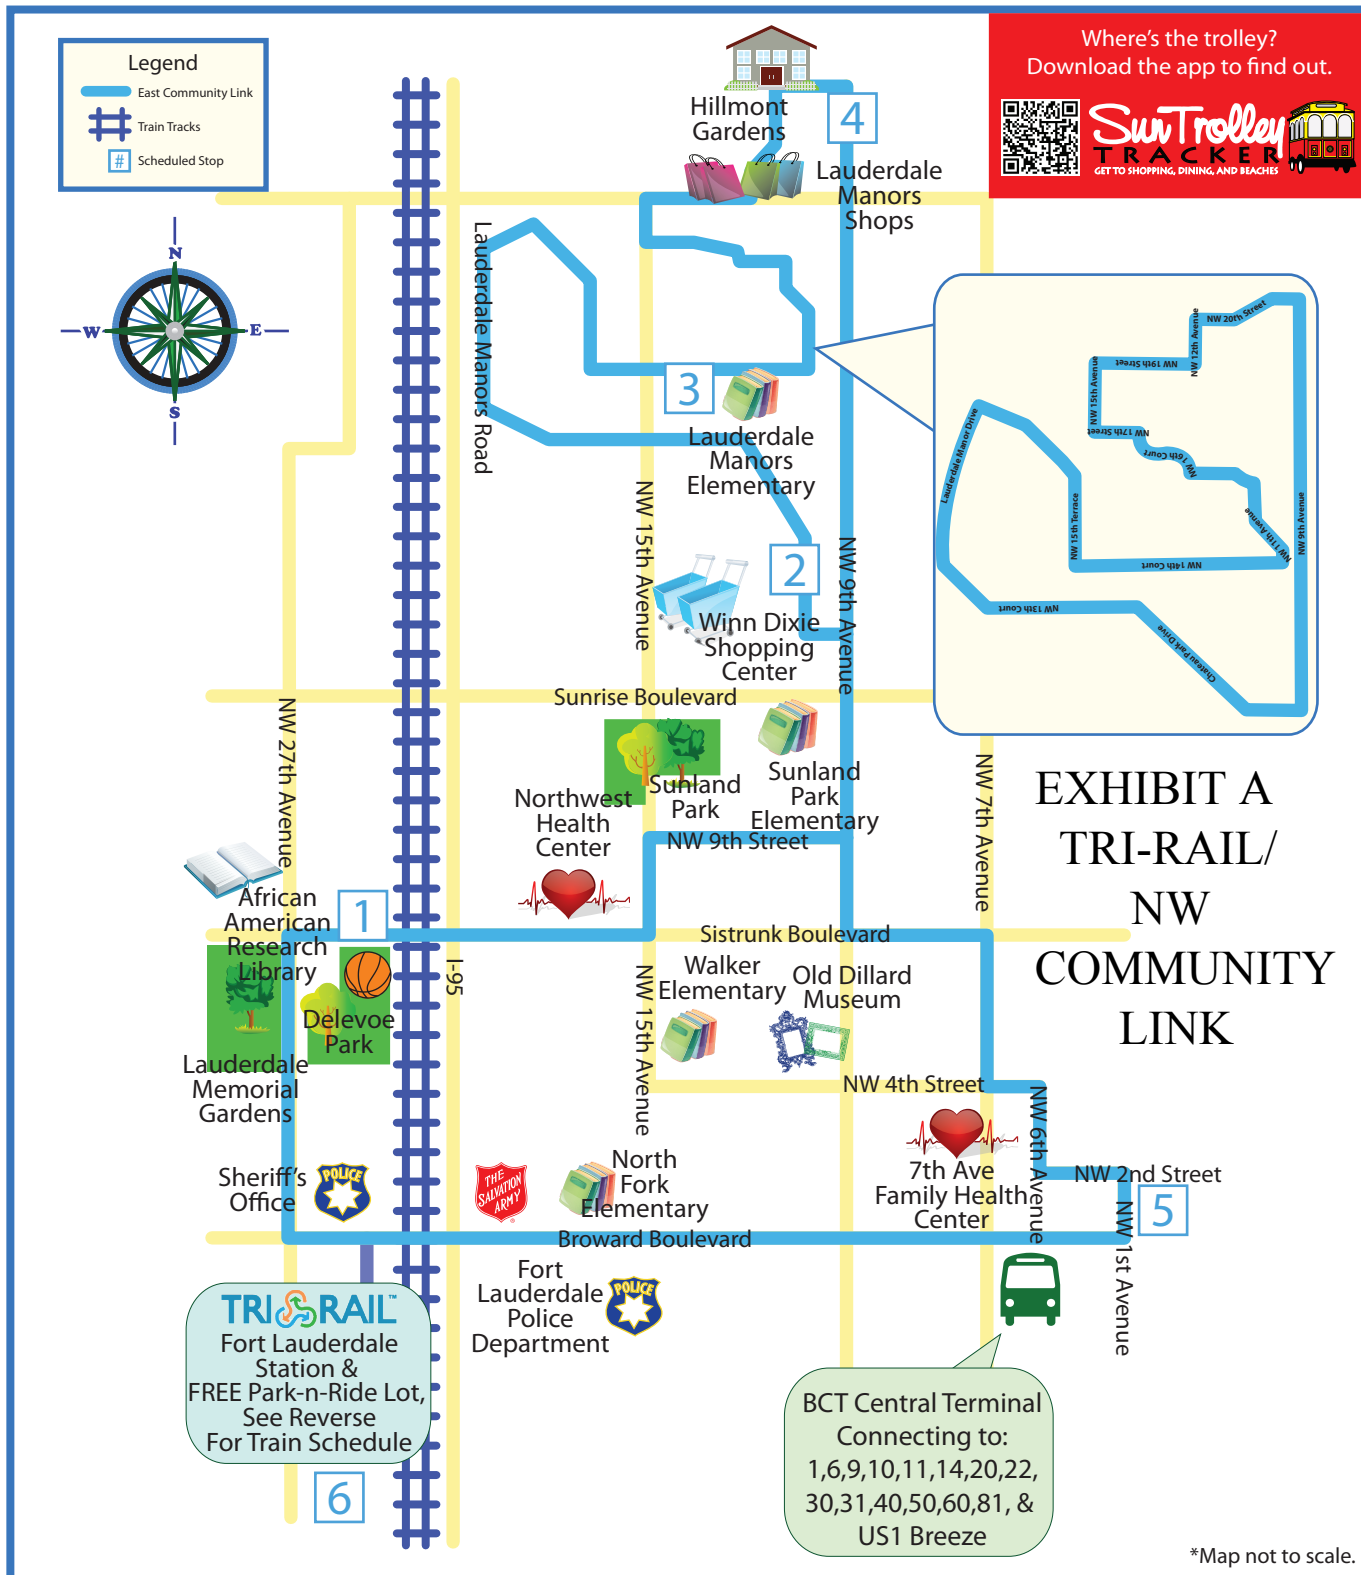 Legend
East Community Link
Train Tracks
# Scheduled Stop
Where's the trolley?
Download the app to find out.
Sun Trolley
TRACKER
GET TO SHOPPING, DINING, AND BEACHES
N
W
E
S
Hillmont
Gardens
4
Lauderdale
Manors
Shops
Lauderdale Manors Road
3
Lauderdale
Manors
Elementary
NW 15th Avenue
2
NW 9th Avenue
Winn Dixie
Shopping
Center
NW 20th Street
NW 12th Avenue
NW 19th Street
NW 15th Avenue
NW 17th Street
NW 16th Court
NW 11th Avenue
NW 9th Avenue
Lauderdale Manor Drive
NW 15th Terrace
NW 14th Court
NW 13th Court
Chateau Park Drive
Sunrise Boulevard
NW 27th Avenue
Sunland
Park
Sunland
Park
Elementary
Northwest
Health
Center
NW 9th Street
NW 7th Avenue
EXHIBIT A
TRI-RAIL/
NW
COMMUNITY
LINK
African
American
Research
Library
1
Sistrunk Boulevard
I-95
NW 15th Avenue
Walker
Elementary
Old Dillard
Museum
Delevoe
Park
Lauderdale
Memorial
Gardens
NW 4th Street
NW 6th Avenue
Sheriff's
Office
POLICE
THE
SALVATION
ARMY
North
Fork
Elementary
7th Ave
Family Health
Center
NW 2nd Street
5
NW 1st Avenue
Broward Boulevard
Fort
Lauderdale
Police
Department
POLICE
TRI RAIL™
Fort Lauderdale
Station &
FREE Park-n-Ride Lot,
See Reverse
For Train Schedule
6
BCT Central Terminal
Connecting to:
1,6,9,10,11,14,20,22,
30,31,40,50,60,81, &
US1 Breeze
*Map not to scale.